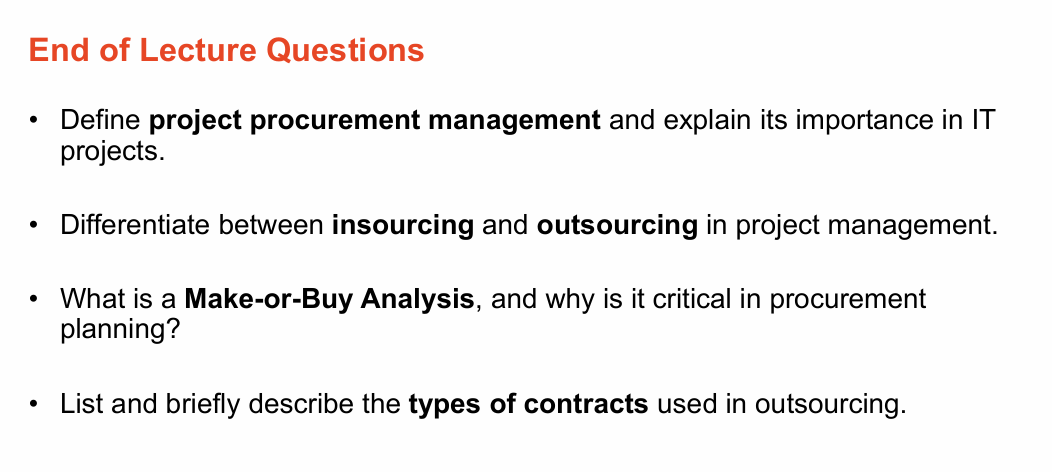 End of Lecture Questions
• Define project procurement management and explain its importance in IT
projects.
• Differentiate between insourcing and outsourcing in project management.
• What is a Make-or-Buy Analysis, and why is it critical in procurement
planning?
• List and briefly describe the types of contracts used in outsourcing.